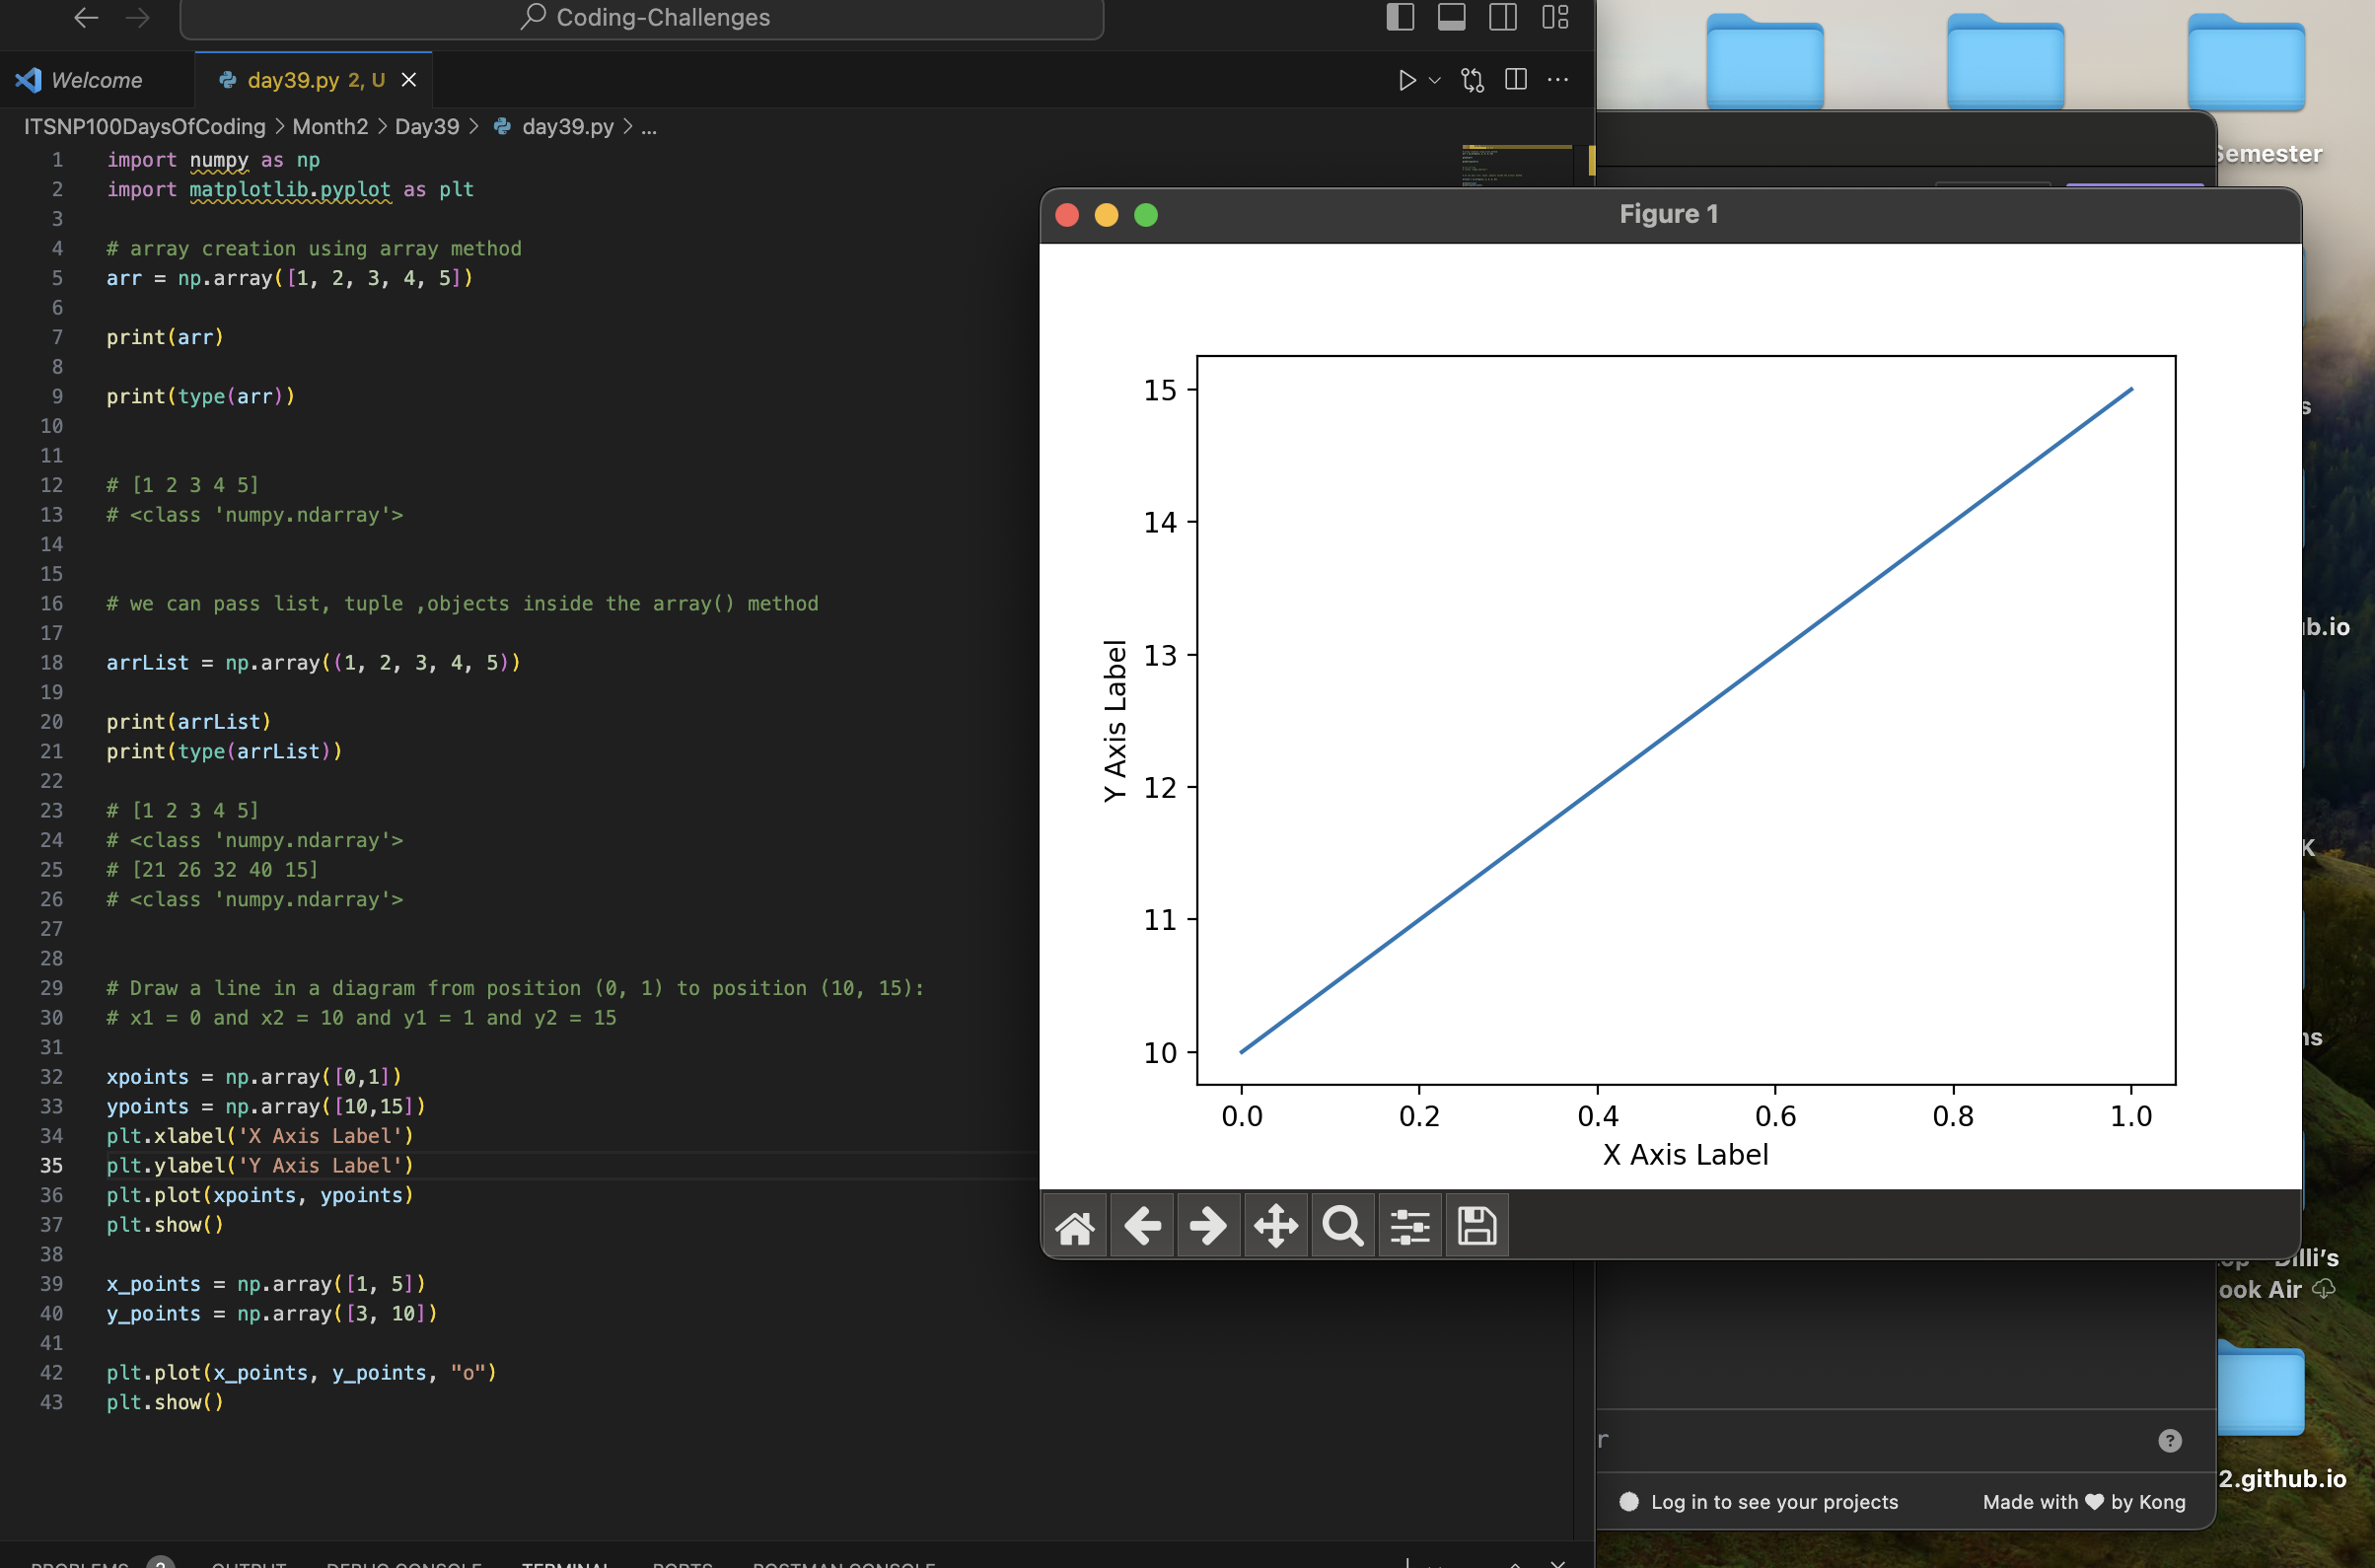 Coding-Challenges
Welcome
day39.py 2, U
ITSNP100DaysOfCoding > Month2 > Day39 > day39.py > ...
1 import numpy as np
2 import matplotlib.pyplot as plt
3
4 # array creation using array method
5 arr = np.array([1, 2, 3, 4, 5])
6
7 print(arr)
8
9 print(type(arr))
10
11
12 # [1 2 3 4 5]
13 # <class 'numpy.ndarray'>
14
15
16 # we can pass list, tuple ,objects inside the array() method
17
18 arrList = np.array((1, 2, 3, 4, 5))
19
20 print(arrList)
21 print(type(arrList))
22
23 # [1 2 3 4 5]
24 # <class 'numpy.ndarray'>
25 # [21 26 32 40 15]
26 # <class 'numpy.ndarray'>
27
28
29 # Draw a line in a diagram from position (0, 1) to position (10, 15):
30 # x1 = 0 and x2 = 10 and y1 = 1 and y2 = 15
31
32 xpoints = np.array([0,1])
33 ypoints = np.array([10,15])
34 plt.xlabel('X Axis Label')
35 plt.ylabel('Y Axis Label')
36 plt.plot(xpoints, ypoints)
37 plt.show()
38
39 x_points = np.array([1, 5])
40 y_points = np.array([3, 10])
41
42 plt.plot(x_points, y_points, "o")
43 plt.show()
PROBLEMS 2 OUTPUT DEBUG CONSOLE TERMINAL PORTS POSTMAN CONSOLE
Figure 1
15
14
13
12
11
10
Y Axis Label
0.0 0.2 0.4 0.6 0.8 1.0
X Axis Label
Semester
s
b.io
K
ns
Dilli's
ook Air
2.github.io
r
?
Log in to see your projects
Made with ♥ by Kong